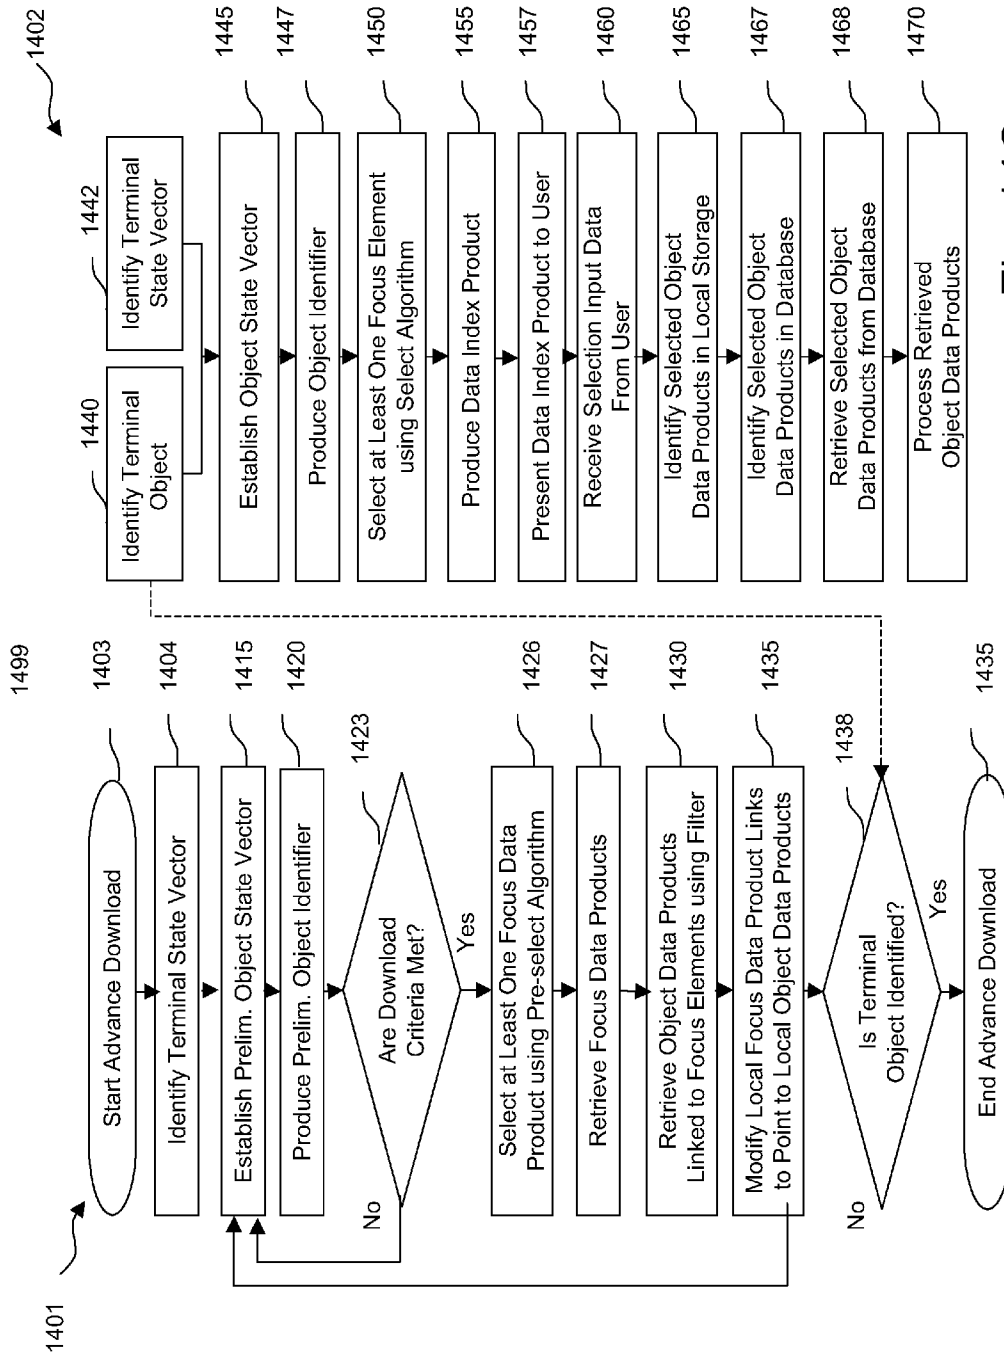 1499
1401
Start Advance Download
1403
Identify Terminal State Vector
1404
Establish Prelim. Object State Vector
1415
Produce Prelim. Object Identifier
1420
Are Download
Criteria Met?
1423
No
Yes
Select at Least One Focus Data
Product using Pre-select Algorithm
1426
Retrieve Focus Data Products
1427
Retrieve Object Data Products
Linked to Focus Elements using Filter
1430
Modify Local Focus Data Product Links
to Point to Local Object Data Products
1435
Is Terminal
Object Identified?
1438
No
Yes
End Advance Download
1435
1402
Identify Terminal
Object
1440
Identify Terminal
State Vector
1442
Establish Object State Vector
1445
Produce Object Identifier
1447
Select at Least One Focus Element
using Select Algorithm
1450
Produce Data Index Product
1455
Present Data Index Product to User
1457
Receive Selection Input Data
From User
1460
Identify Selected Object
Data Products in Local Storage
1465
Identify Selected Object
Data Products in Database
1467
Retrieve Selected Object
Data Products from Database
1468
Process Retrieved
Object Data Products
1470